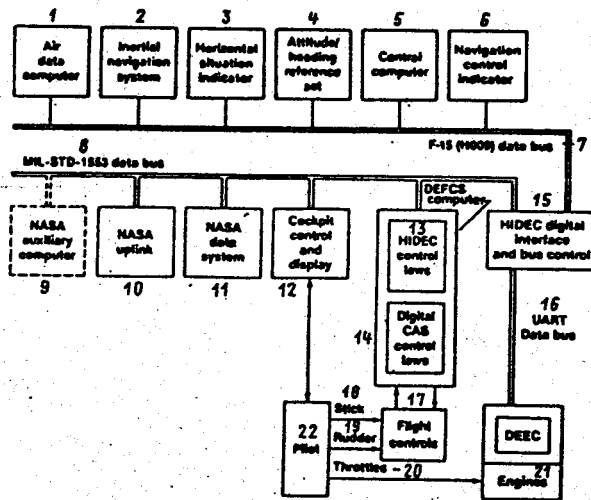 1
2
3
4
5
6
Air
data
computer
Inertial
navigation
system
Horizontal
situation
indicator
Attitude/
heading
reference
set
Control
computer
Navigation
control
indicator
F-15 (H009) data bus
7
8
MIL-STD-1553 data bus
DEFCS
computer
NASA
auxiliary
computer
9
NASA
uplink
10
NASA
data
system
11
Cockpit
control
and
display
12
13
HIDEC
control
laws
Digital
CAS
control
laws
14
15
HIDEC digital
interface
and bus control
16
UART
Data bus
17
Flight
controls
18
Stick
19
Rudder
Throttles - 20
22
Pilot
DEEC
21
Engines